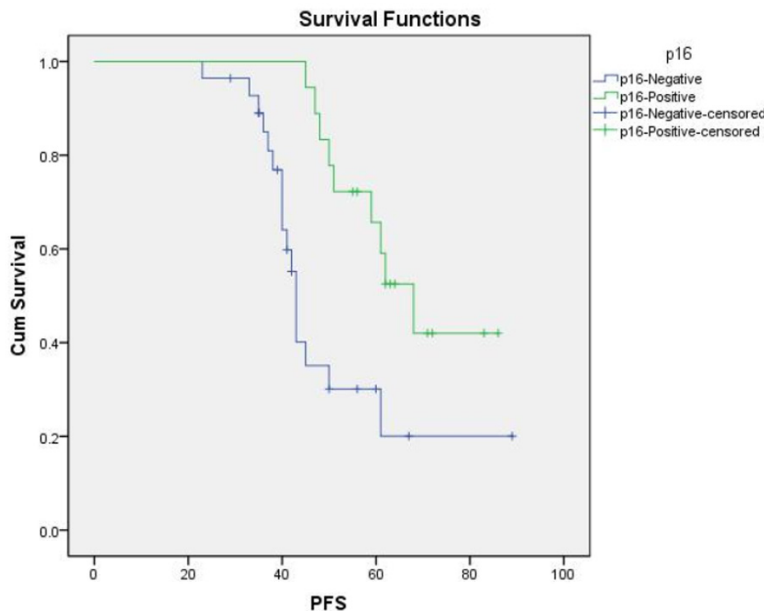 Survival Functions
p16
p16-Negative
p16-Positive
p16-Negative-censored
p16-Positive-censored
Cum Survival
1.0
0.8
0.6
0.4
0.2
0.0
0 20 40 60 80 100
PFS